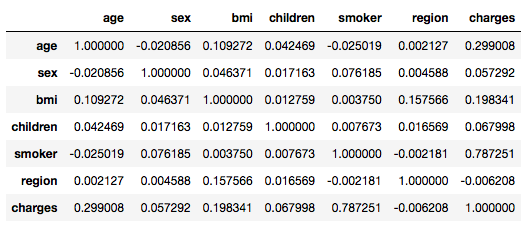 age sex bmi children smoker region charges
age 1.000000 -0.020856 0.109272 0.042469 -0.025019 0.002127 0.299008
sex -0.020856 1.000000 0.046371 0.017163 0.076185 0.004588 0.057292
bmi 0.109272 0.046371 1.000000 0.012759 0.003750 0.157566 0.198341
children 0.042469 0.017163 0.012759 1.000000 0.007673 0.016569 0.067998
smoker -0.025019 0.076185 0.003750 0.007673 1.000000 -0.002181 0.787251
region 0.002127 0.004588 0.157566 0.016569 -0.002181 1.000000 -0.006208
charges 0.299008 0.057292 0.198341 0.067998 0.787251 -0.006208 1.000000